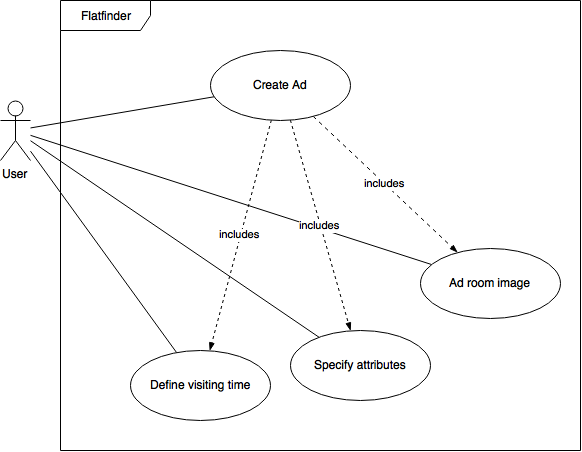 Flatfinder
Create Ad
User
includes
includes
includes
Ad room image
Specify attributes
Define visiting time